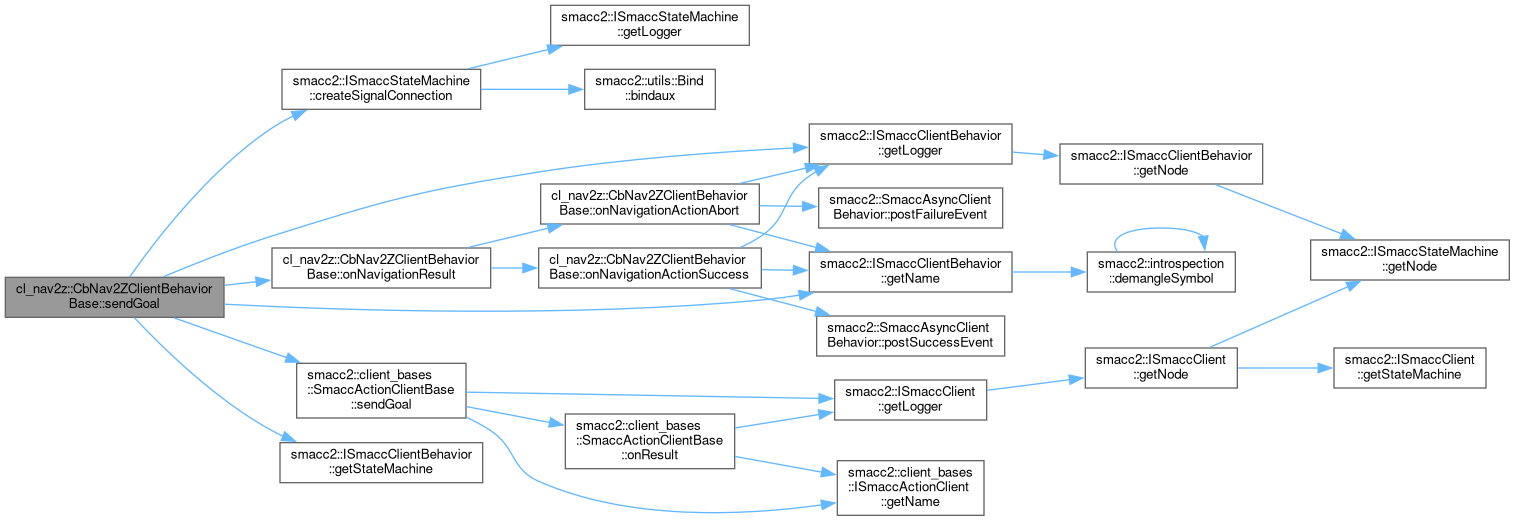 smacc2::ISmaccStateMachine
::getLogger
smacc2::ISmaccStateMachine
::createSignalConnection
smacc2::utils::Bind
::bindaux
smacc2::ISmaccClientBehavior
::getLogger
smacc2::ISmaccClientBehavior
::getNode
cl_nav2z::CbNav2ZClientBehavior
Base::onNavigationActionAbort
smacc2::SmaccAsyncClient
Behavior::postFailureEvent
cl_nav2z::CbNav2ZClientBehavior
Base::onNavigationResult
cl_nav2z::CbNav2ZClientBehavior
Base::onNavigationActionSuccess
smacc2::ISmaccClientBehavior
::getName
smacc2::introspection
::demangleSymbol
smacc2::ISmaccStateMachine
::getNode
cl_nav2z::CbNav2ZClientBehavior
Base::sendGoal
smacc2::SmaccAsyncClient
Behavior::postSuccessEvent
smacc2::client_bases
::SmaccActionClientBase
::sendGoal
smacc2::ISmaccClient
::getLogger
smacc2::ISmaccClient
::getNode
smacc2::ISmaccClient
::getStateMachine
smacc2::client_bases
::SmaccActionClientBase
::onResult
smacc2::ISmaccClientBehavior
::getStateMachine
smacc2::client_bases
::ISmaccActionClient
::getName